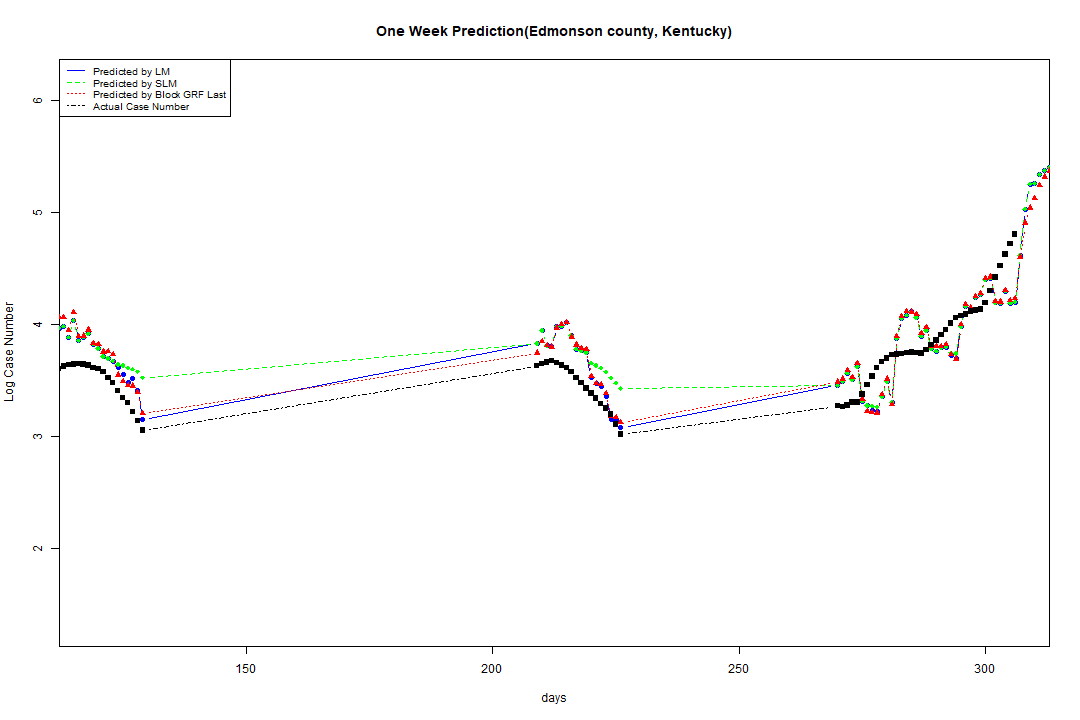 One Week Prediction(Edmonson county, Kentucky)
Predicted by LM
Predicted by SLM
Predicted by Block GRF Last
Actual Case Number
6
5
4
3
2
Log Case Number
150
200
250
300
days